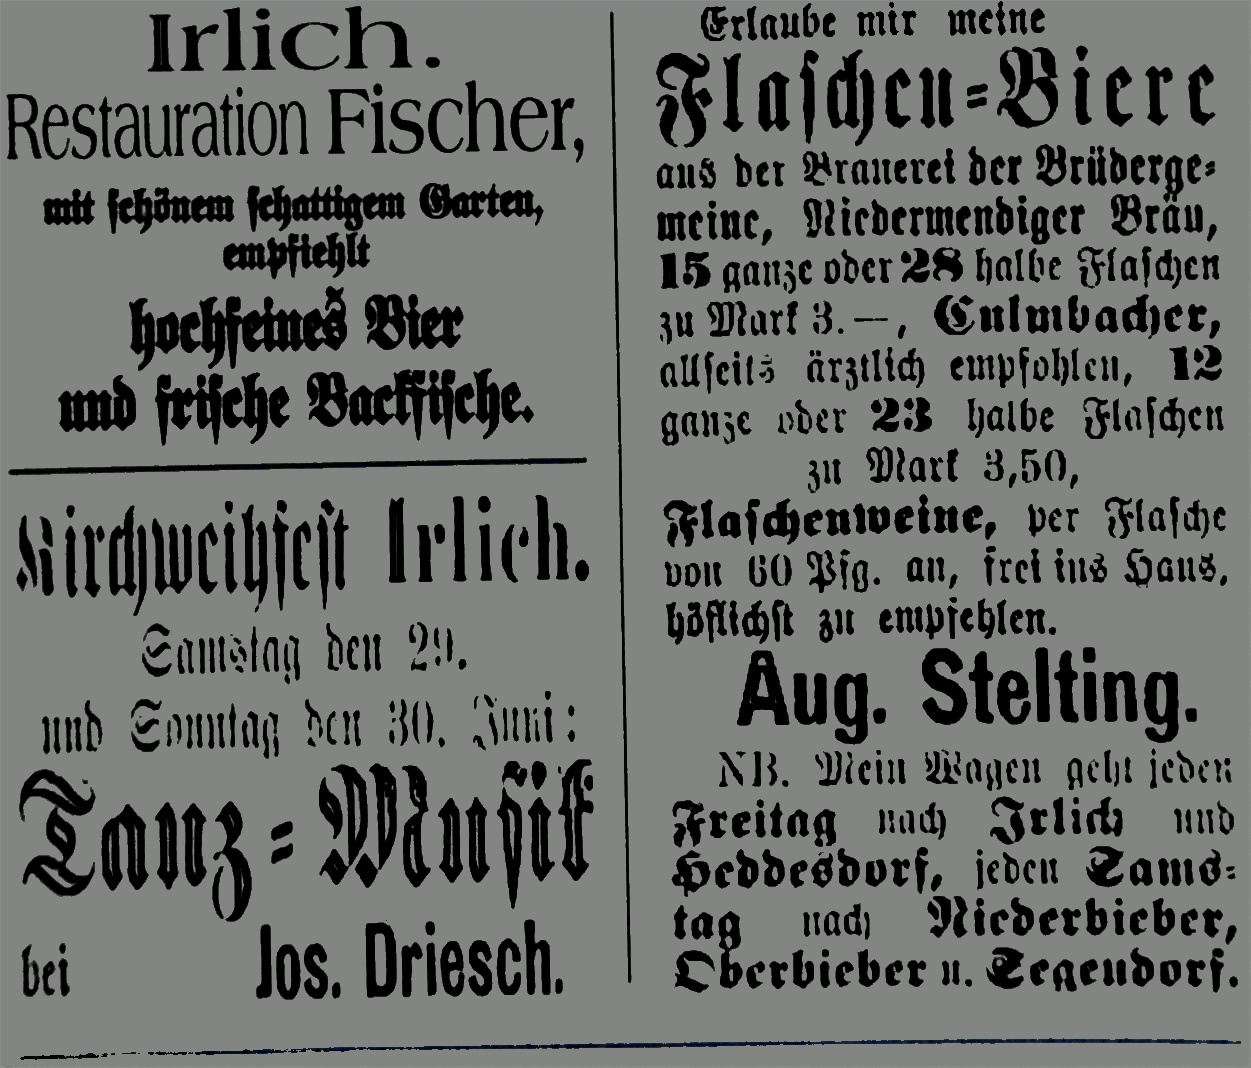 Irlich.
Restauration Fischer,
mit schönem schattigem Garten,
empfiehlt
hochfeines Bier
und frische Backfische.
Kirchweihfest Irlich.
Samstag den 29.
und Sonntag den 30. Juni:
Tanz=Musik
bei Jos. Driesch.
Erlaube mir meine
Flaschen=Biere
aus der Brauerei der Brüderge=
meine, Niedermendiger Bräu,
15 ganze oder 28 halbe Flaschen
zu Mark 3.—, Culmbacher,
allseits ärztlich empfohlen, 12
ganze oder 23 halbe Flaschen
zu Mark 3,50,
Flaschenweine, per Flasche
von 60 Pfg. an, frei ins Haus,
höflichst zu empfehlen.
Aug. Stelting.
NB. Mein Wagen geht jeden
Freitag nach Irlich und
Heddesdorf, jeden Sams=
tag nach Niederbieber,
Oberbieber u. Segendorf.